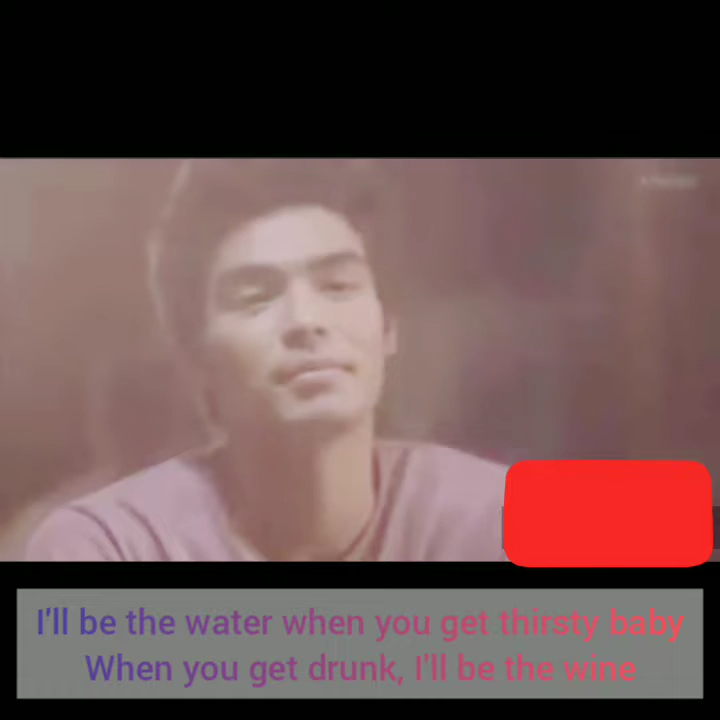 I'll be the water when you get thirsty baby
When you get drunk, I'll be the wine